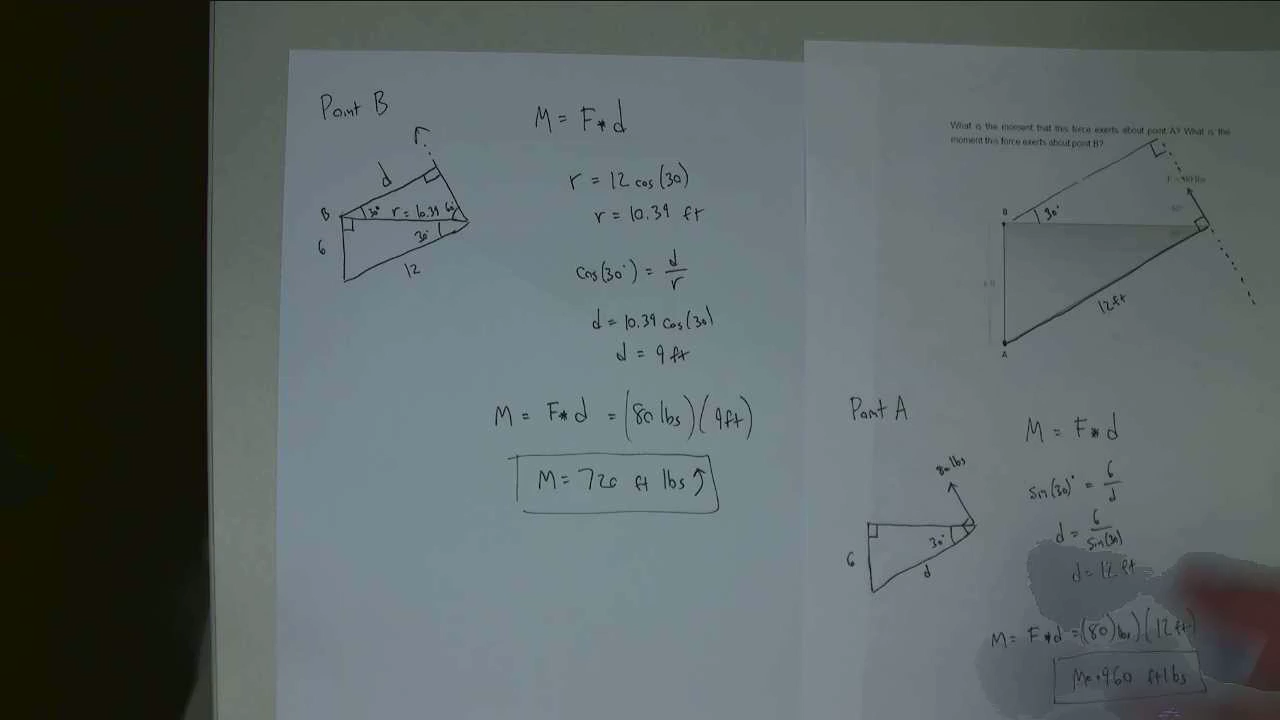 Point B
M = F*d
d
B
30°
r = 10.39
60
6
30°
12
r = 12 cos(30)
r = 10.39 ft
cos(30°) = d/r
d = 10.39 cos(30)
d = 9 ft
M = F*d = (80 lbs)(9ft)
M = 720 ft lbs
What is the moment that this force exerts about point A? What is the
moment this force exerts about point B?
B
30°
12 ft
A
Point A
M = F*d
80 lbs
sin(30)° = 6/d
d = 6/sin(30)
30°
6
d
d = 12 ft
M = F*d = (80)lbs)(12 ft)
960 ft lbs